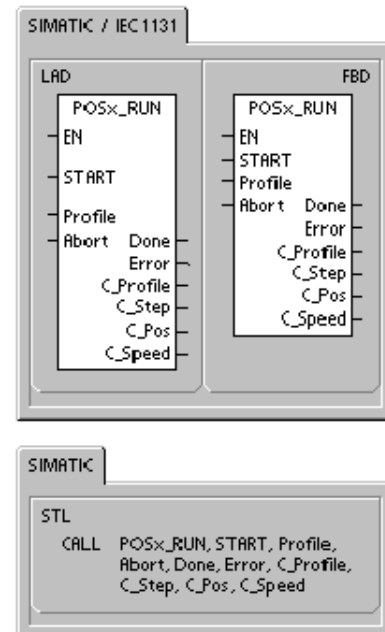 SIMATIC / IEC1131
LAD
POSx_RUN
EN
START
Profile
Abort Done
Error
C_Profile
C_Step
C_Pos
C_Speed
FBD
POSx_RUN
EN
START
Profile
Abort Done
Error
C_Profile
C_Step
C_Pos
C_Speed
SIMATIC
STL
CALL POSx_RUN, START, Profile,
Abort, Done, Error, C_Profile,
C_Step, C_Pos, C_Speed